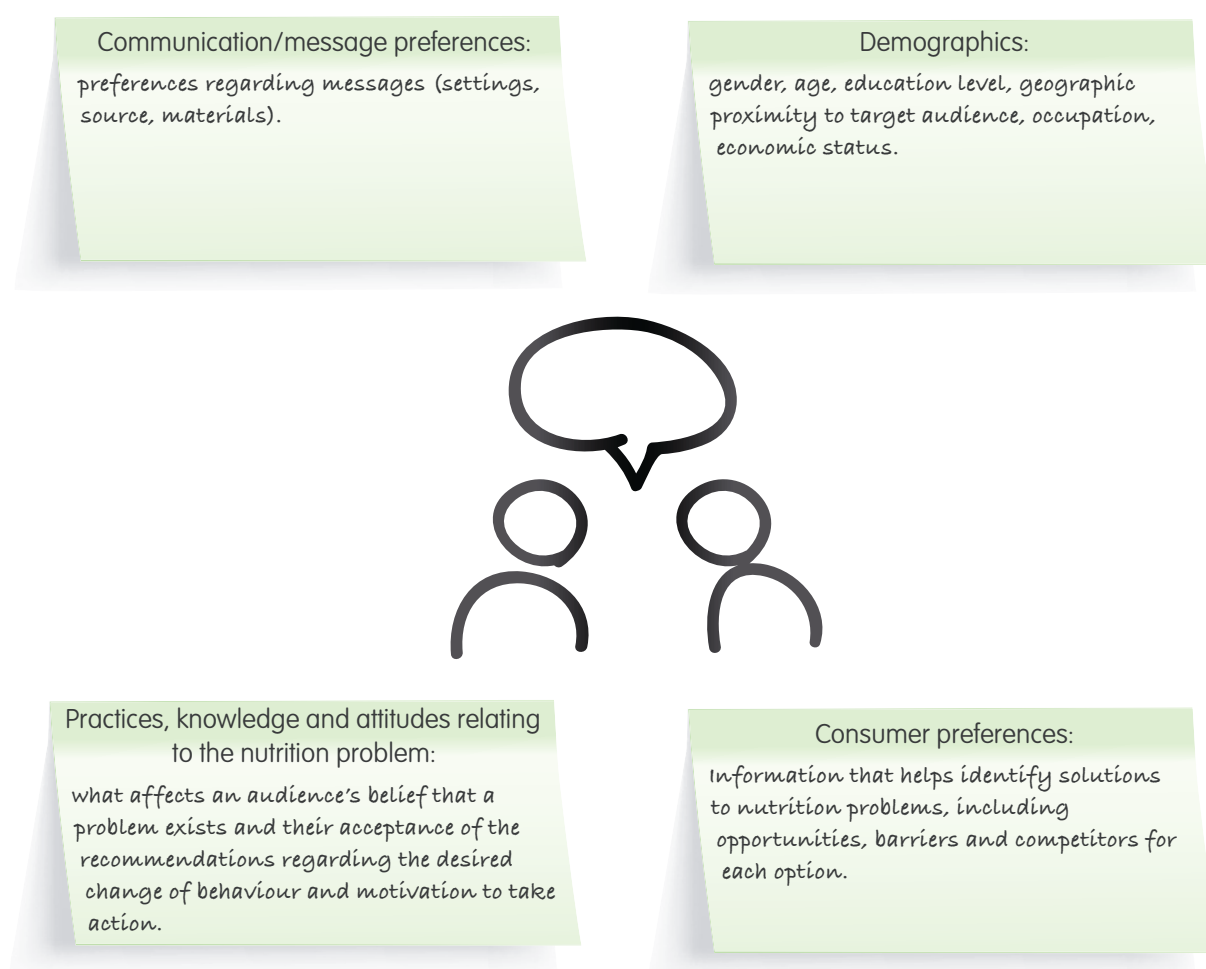 Communication/message preferences:
preferences regarding messages (settings,
source, materials).
Demographics:
gender, age, education level, geographic
proximity to target audience, occupation,
economic status.
Practices, knowledge and attitudes relating
to the nutrition problem:
what affects an audience's belief that a
problem exists and their acceptance of the
recommendations regarding the desired
change of behaviour and motivation to take
action.
Consumer preferences:
Information that helps identify solutions
to nutrition problems, including
opportunities, barriers and competitors for
each option.